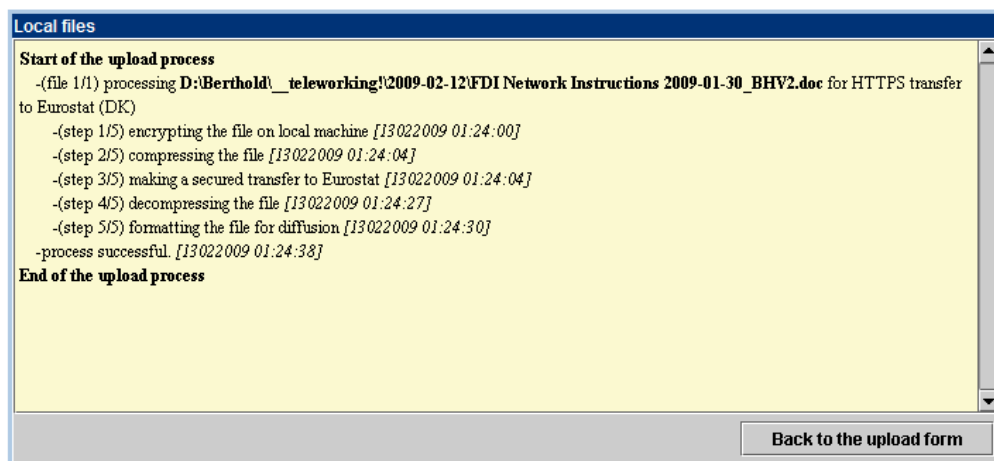 Local files
Start of the upload process
-(file 1/1) processing D:\Berthold\__teleworking!\2009-02-12\FDI Network Instructions 2009-01-30_BHV2.doc for HTTPS transfer
to Eurostat (DK)
-(step 1/5) encrypting the file on local machine [13022009 01:24:00]
-(step 2/5) compressing the file [13022009 01:24:04]
-(step 3/5) making a secured transfer to Eurostat [13022009 01:24:04]
-(step 4/5) decompressing the file [13022009 01:24:27]
-(step 5/5) formatting the file for diffusion [13022009 01:24:30]
-process successful. [13022009 01:24:38]
End of the upload process
Back to the upload form